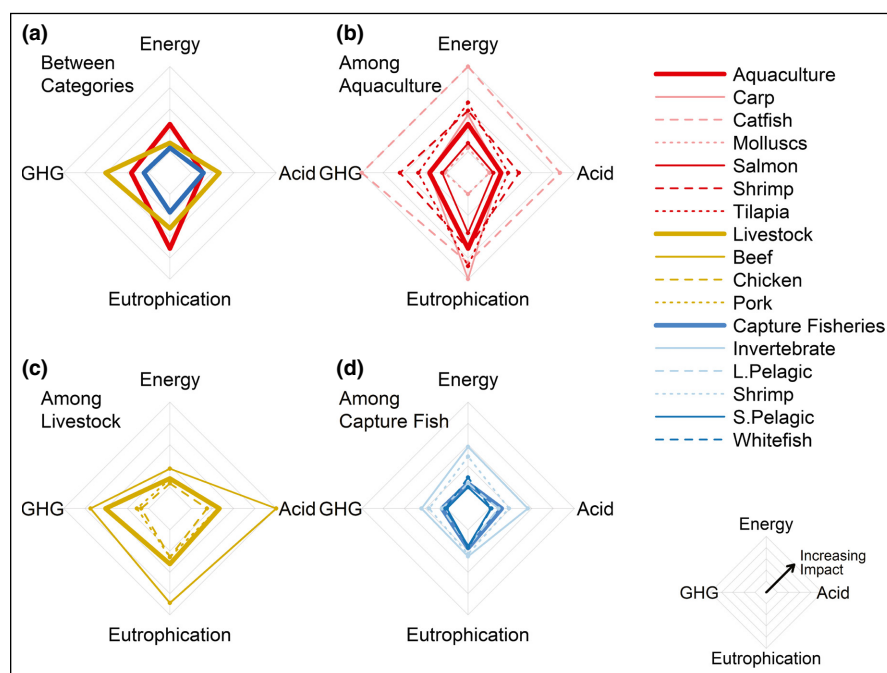 (a)
Energy
Between
Categories
GHG
Acid
Eutrophication
(b)
Energy
Among
Aquaculture
GHG
Acid
Eutrophication
Aquaculture
Carp
Catfish
Molluscs
Salmon
Shrimp
Tilapia
Livestock
Beef
Chicken
Pork
Capture Fisheries
Invertebrate
L.Pelagic
Shrimp
S.Pelagic
Whitefish
(c)
Energy
Among
Livestock
GHG
Acid
Eutrophication
(d)
Energy
Among
Capture Fish
GHG
Acid
Eutrophication
Energy
Increasing
Impact
GHG
Acid
Eutrophication